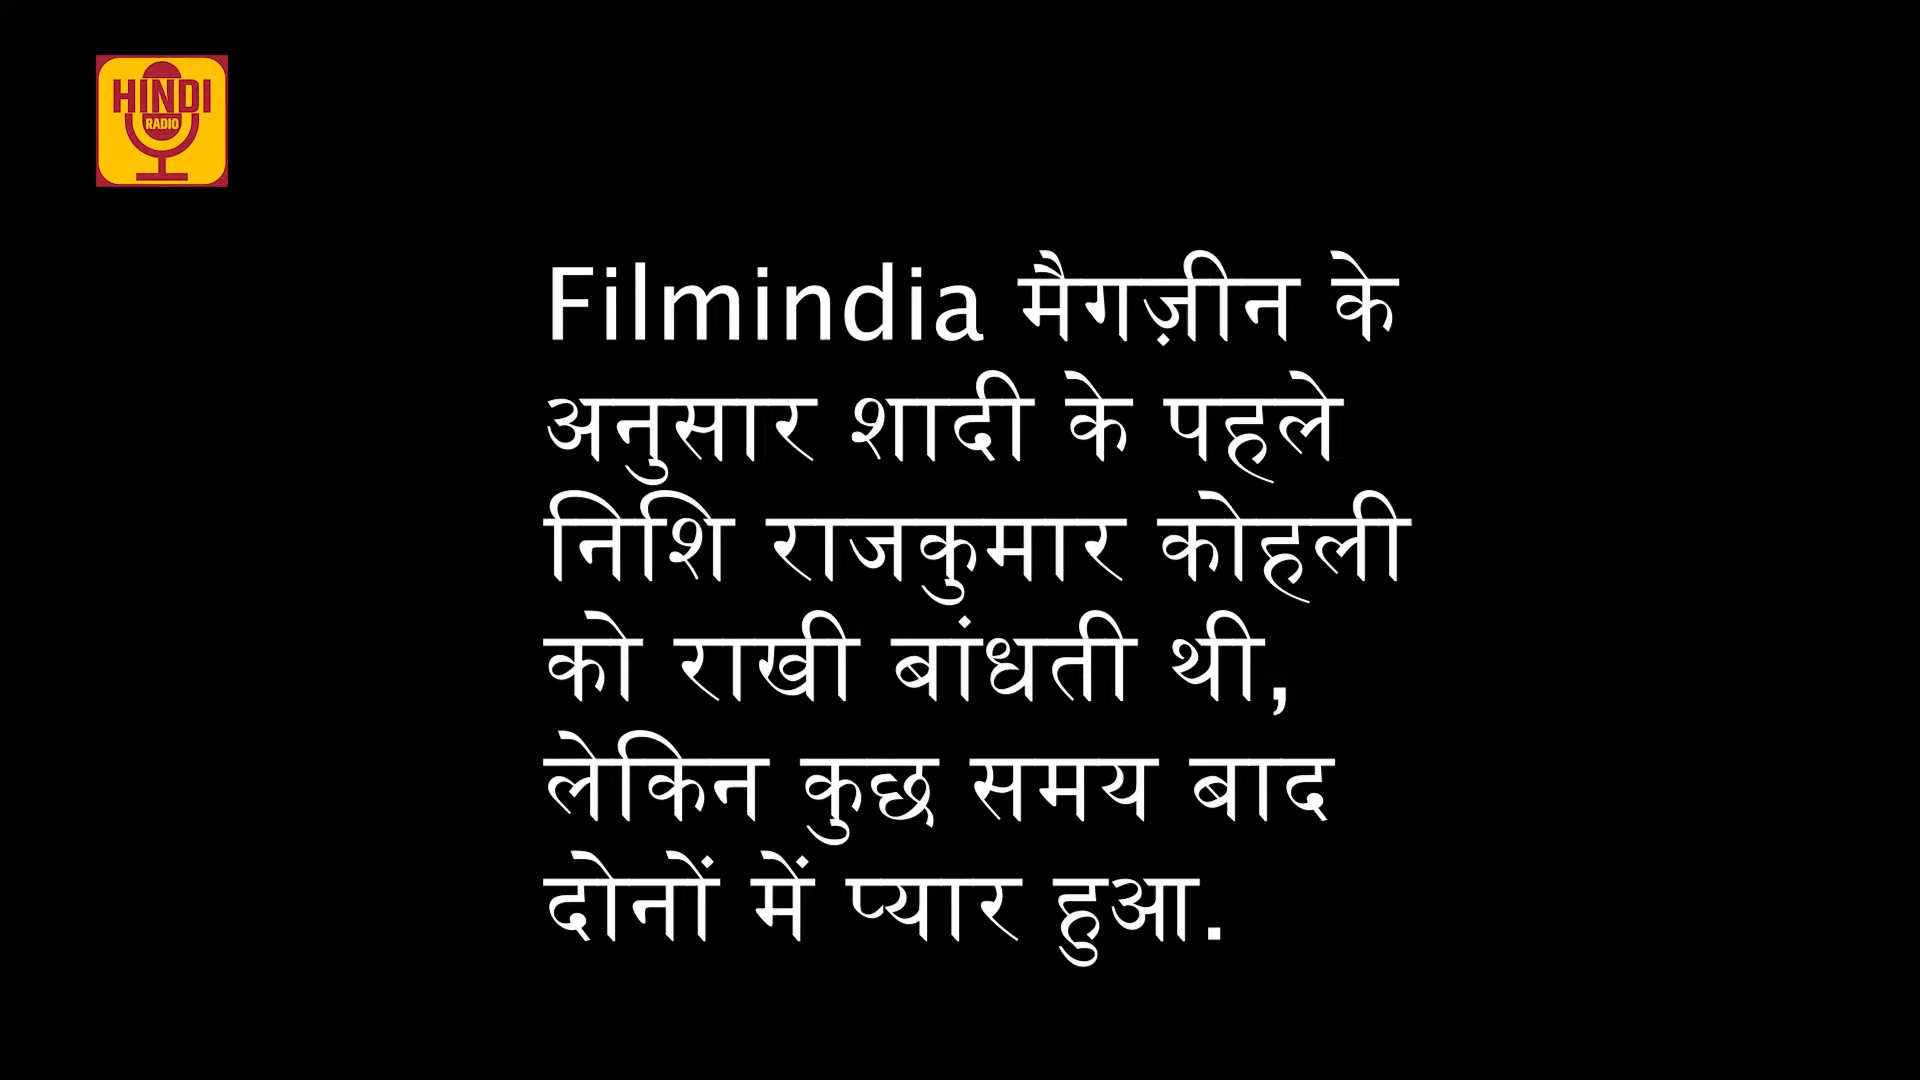 HINDI
RADIO
Filmindia मैगज़ीन के
अनुसार शादी के पहले
निशि राजकुमार कोहली
को राखी बांधती थी,
लेकिन कुछ समय बाद
दोनों में प्यार हुआ.